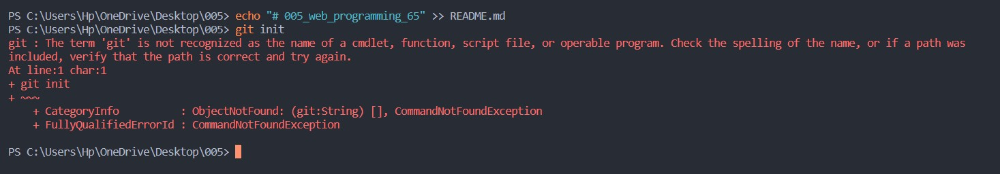 PS C:\Users\Hp\OneDrive\Desktop\005> echo "# 005_web_programming_65" >> README.md
PS C:\Users\Hp\OneDrive\Desktop\005> git init
git : The term 'git' is not recognized as the name of a cmdlet, function, script file, or operable program. Check the spelling of the name, or if a path was
included, verify that the path is correct and try again.
At line:1 char:1
+ git init
+ ~~~
    + CategoryInfo          : ObjectNotFound: (git:String) [], CommandNotFoundException
    + FullyQualifiedErrorId : CommandNotFoundException
PS C:\Users\Hp\OneDrive\Desktop\005>